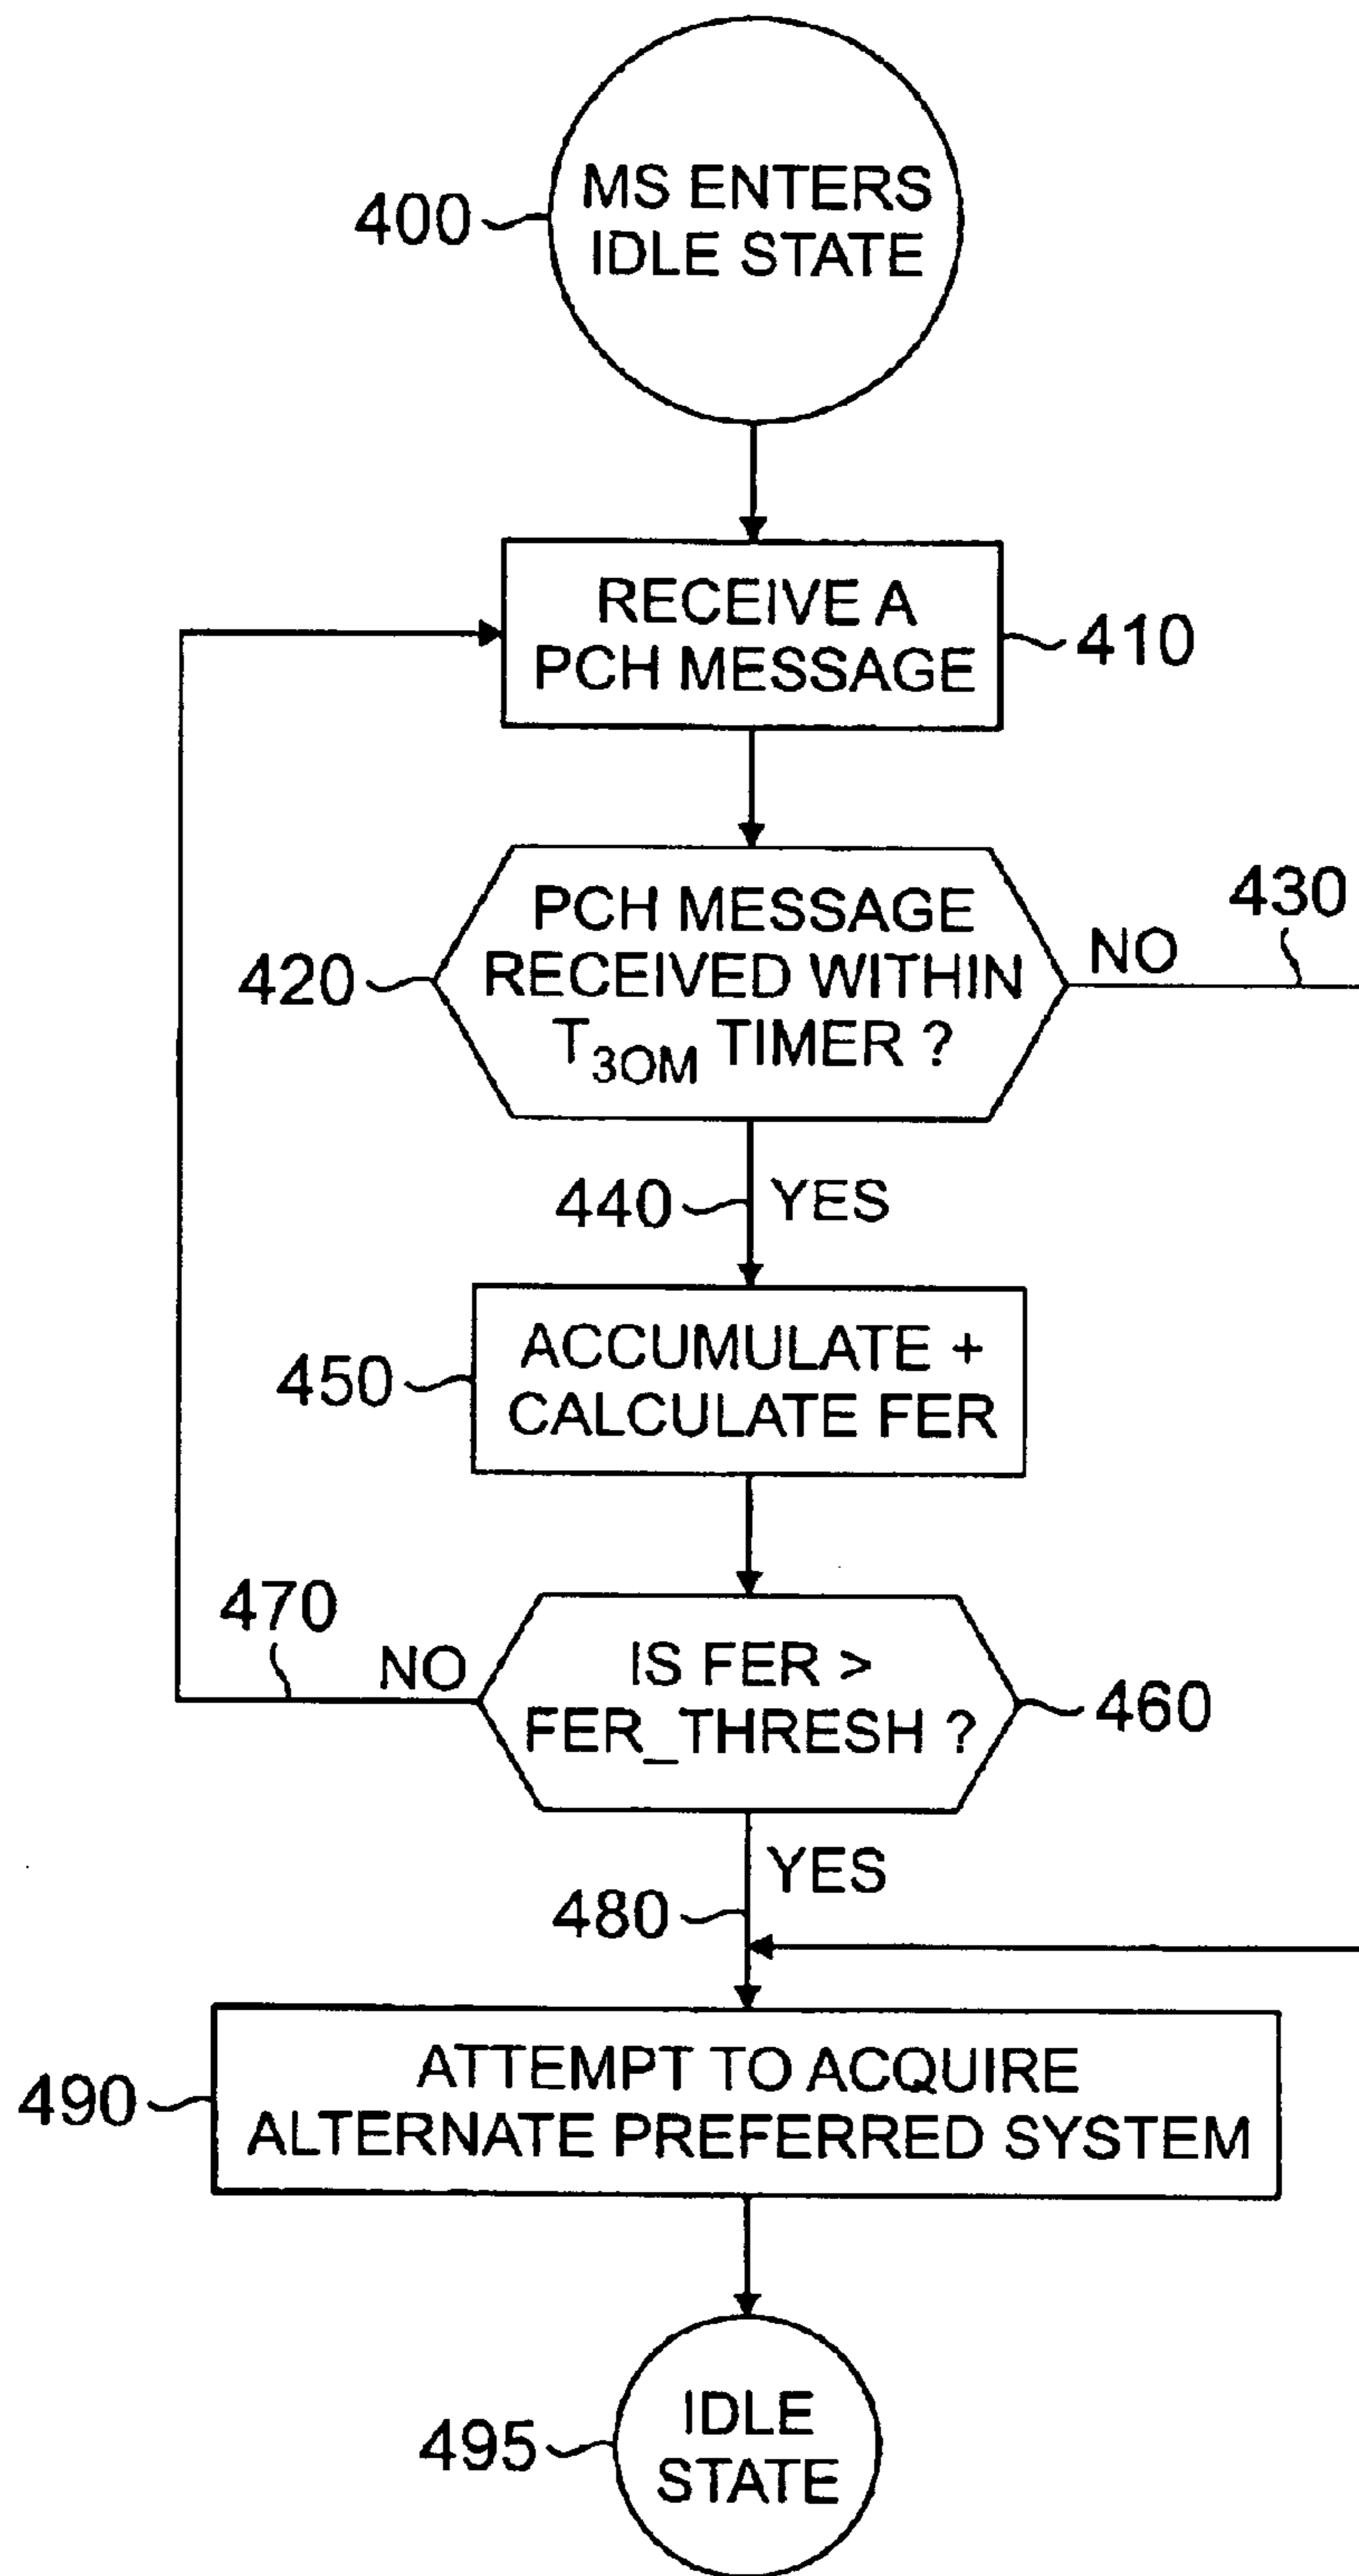 MS ENTERS
IDLE STATE
400
RECEIVE A
PCH MESSAGE
410
PCH MESSAGE
RECEIVED WITHIN
T3OM TIMER ?
420
NO
430
440
YES
ACCUMULATE +
CALCULATE FER
450
470
NO
IS FER >
FER_THRESH ?
460
YES
480
ATTEMPT TO ACQUIRE
ALTERNATE PREFERRED SYSTEM
490
IDLE
STATE
495